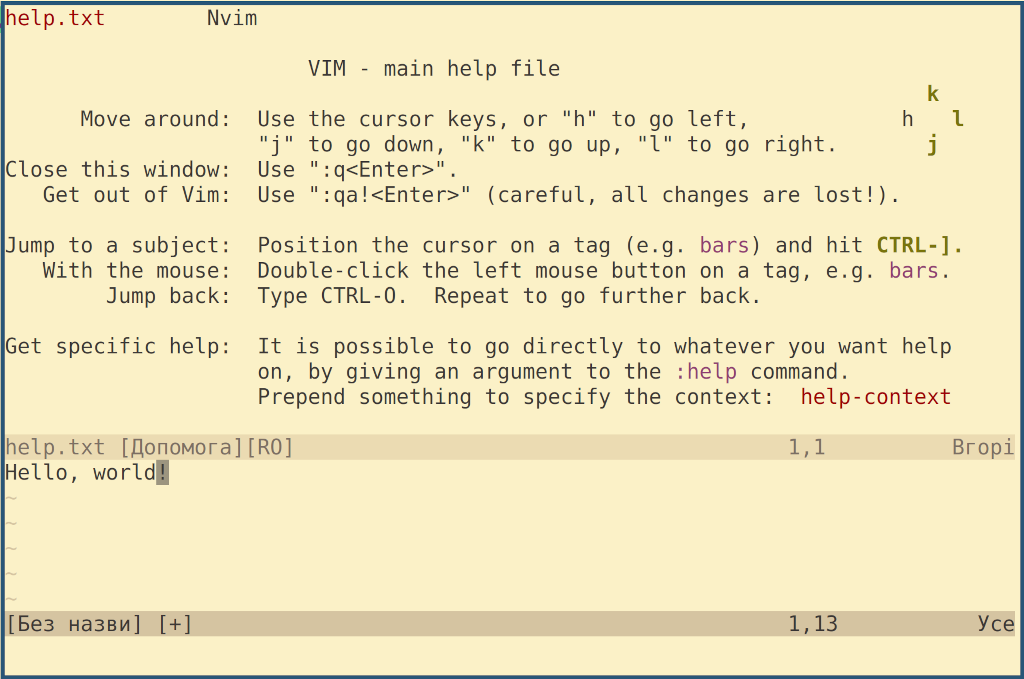 help.txt        Nvim
VIM - main help file
k
Move around:  Use the cursor keys, or "h" to go left,            h   l
"j" to go down, "k" to go up, "l" to go right.       j
Close this window:  Use ":q<Enter>".
Get out of Vim:  Use ":qa!<Enter>" (careful, all changes are lost!).
Jump to a subject:  Position the cursor on a tag (e.g. bars) and hit CTRL-].
With the mouse:  Double-click the left mouse button on a tag, e.g. bars.
Jump back:  Type CTRL-O.  Repeat to go further back.
Get specific help:  It is possible to go directly to whatever you want help
on, by giving an argument to the :help command.
Prepend something to specify the context:  help-context
help.txt [Допомога][RO]                                       1,1          Вгорі
Hello, world!
~
~
~
~
~
[Без назви] [+]                                               1,13           Усе